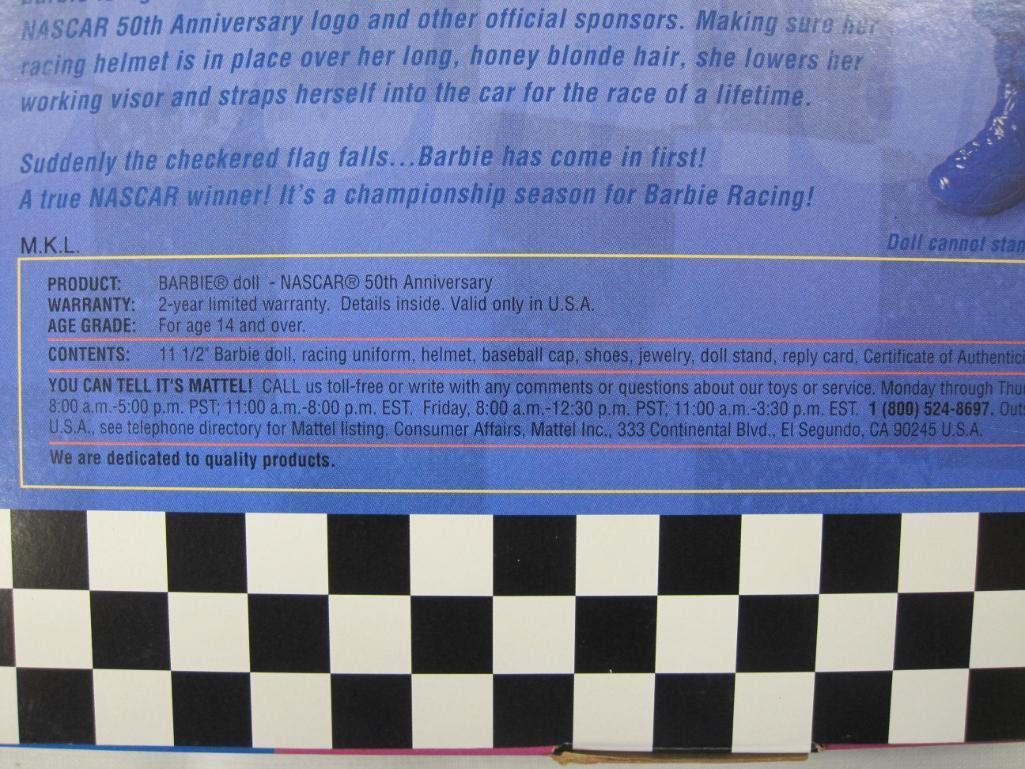 NASCAR 50th Anniversary logo and other official sponsors. Making sure her
racing helmet is in place over her long, honey blonde hair, she lowers her
working visor and straps herself into the car for the race of a lifetime.
Suddenly the checkered flag falls...Barbie has come in first!
A true NASCAR winner! It's a championship season for Barbie Racing!
M.K.L.
Doll cannot stan
PRODUCT: BARBIE® doll - NASCAR® 50th Anniversary
WARRANTY: 2-year limited warranty. Details inside. Valid only in U.S.A.
AGE GRADE: For age 14 and over.
CONTENTS: 11 1/2" Barbie doll, racing uniform, helmet, baseball cap, shoes, jewelry, doll stand, reply card, Certificate of Authentic
YOU CAN TELL IT'S MATTEL! CALL us toll-free or write with any comments or questions about our toys or service. Monday through Thu
8:00 a.m.-5:00 p.m. PST; 11:00 a.m.-8:00 p.m. EST. Friday, 8:00 a.m.-12:30 p.m. PST; 11:00 a.m.-3:30 p.m. EST. 1 (800) 524-8697. Out
U.S.A., see telephone directory for Mattel listing. Consumer Affairs, Mattel Inc., 333 Continental Blvd., El Segundo, CA 90245 U.S.A.
We are dedicated to quality products.